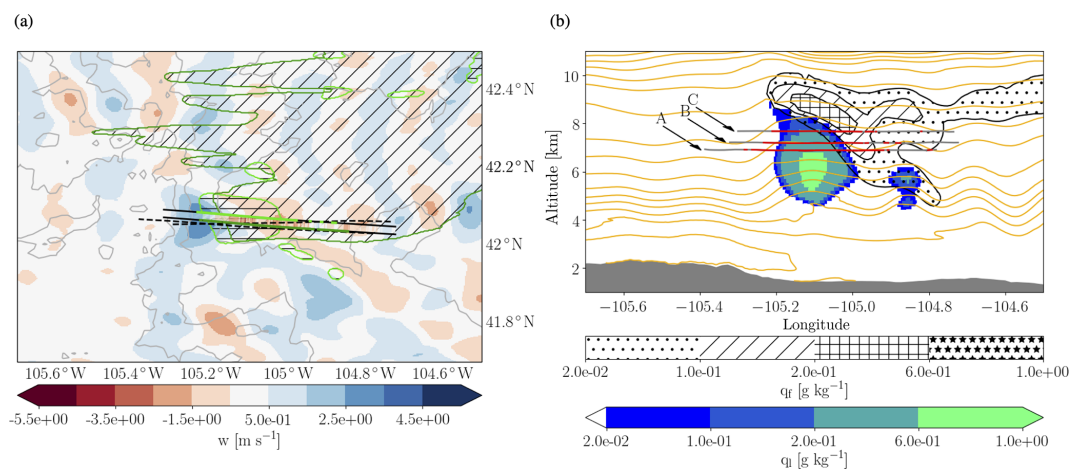 (a)
(b)
42.4°N
42.2°N
42°N
41.8°N
105.6°W 105.4°W 105.2°W 105°W 104.8°W 104.6°W
-5.5e+00 -3.5e+00 -1.5e+00 5.0e-01 2.5e+00 4.5e+00
w [m s⁻¹]
Altitude [km]
10
8
6
4
2
A
B
C
−105.6 −105.4 −105.2 −105.0 −104.8 −104.6
Longitude
2.0e-02 1.0e-01 2.0e-01 6.0e-01 1.0e+00
qf [g kg⁻¹]
2.0e-02 1.0e-01 2.0e-01 6.0e-01 1.0e+00
ql [g kg⁻¹]